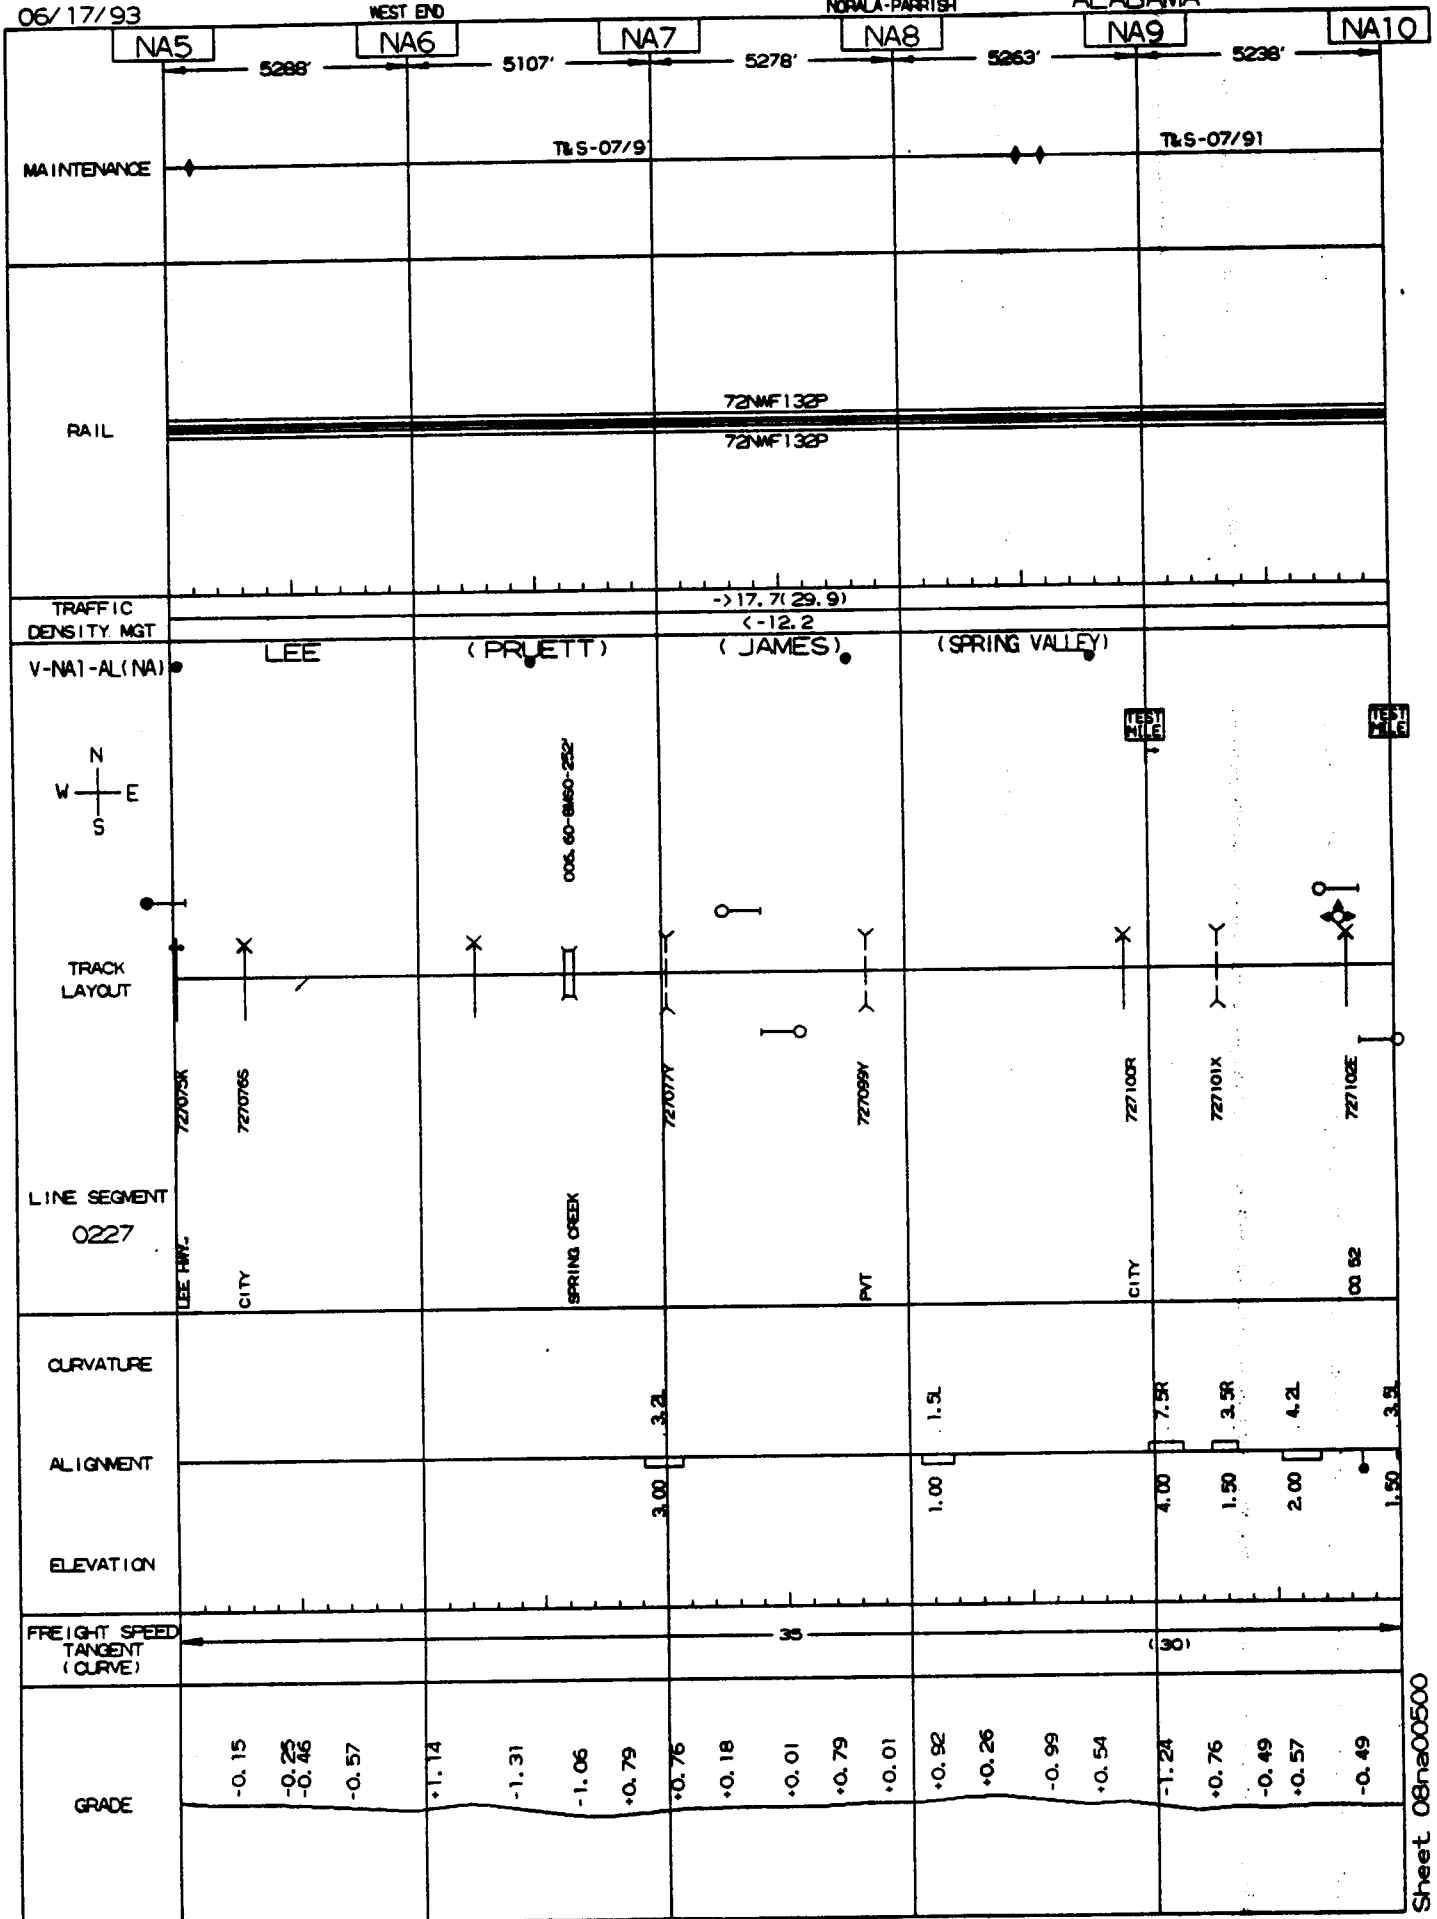 06/17/93
WEST END
NORALA-PARRISH
ALABAMA
NA5 NA6 NA7 NA8 NA9 NA10
5288' 5107' 5278' 5263' 5238'
MAINTENANCE
T&S-07/9
T&S-07/91
RAIL
72NWF132P
72NWF132P
TRAFFIC
DENSITY MGT
->17.7(29.9)
<-12.2
V-NA1-AL(NA)
LEE (PRUETT) (JAMES) (SPRING VALLEY)
TEST
MILE
TEST
MILE
N
W E
S
006.60-BM60-252'
TRACK
LAYOUT
727075K 727076S 727077Y 727099Y 727100R 727101X 727102E
LINE SEGMENT
0227
LEE HWY. CITY SPRING CREEK PVT CITY CO 52
CURVATURE
3.2L 1.5L 7.5R 3.5R 4.2L 3.5L
ALIGNMENT
3.00 1.00 4.00 1.50 2.00 1.50
ELEVATION
FREIGHT SPEED
TANGENT
(CURVE)
35
(30)
GRADE
-0.15 -0.25 -0.46 -0.57 +1.14 -1.31 -1.06 +0.79 +0.76 +0.18 +0.01 +0.79 +0.01 +0.92 +0.26 -0.99 +0.54 -1.24 +0.76 -0.49 +0.57 -0.49
Sheet 08na00500